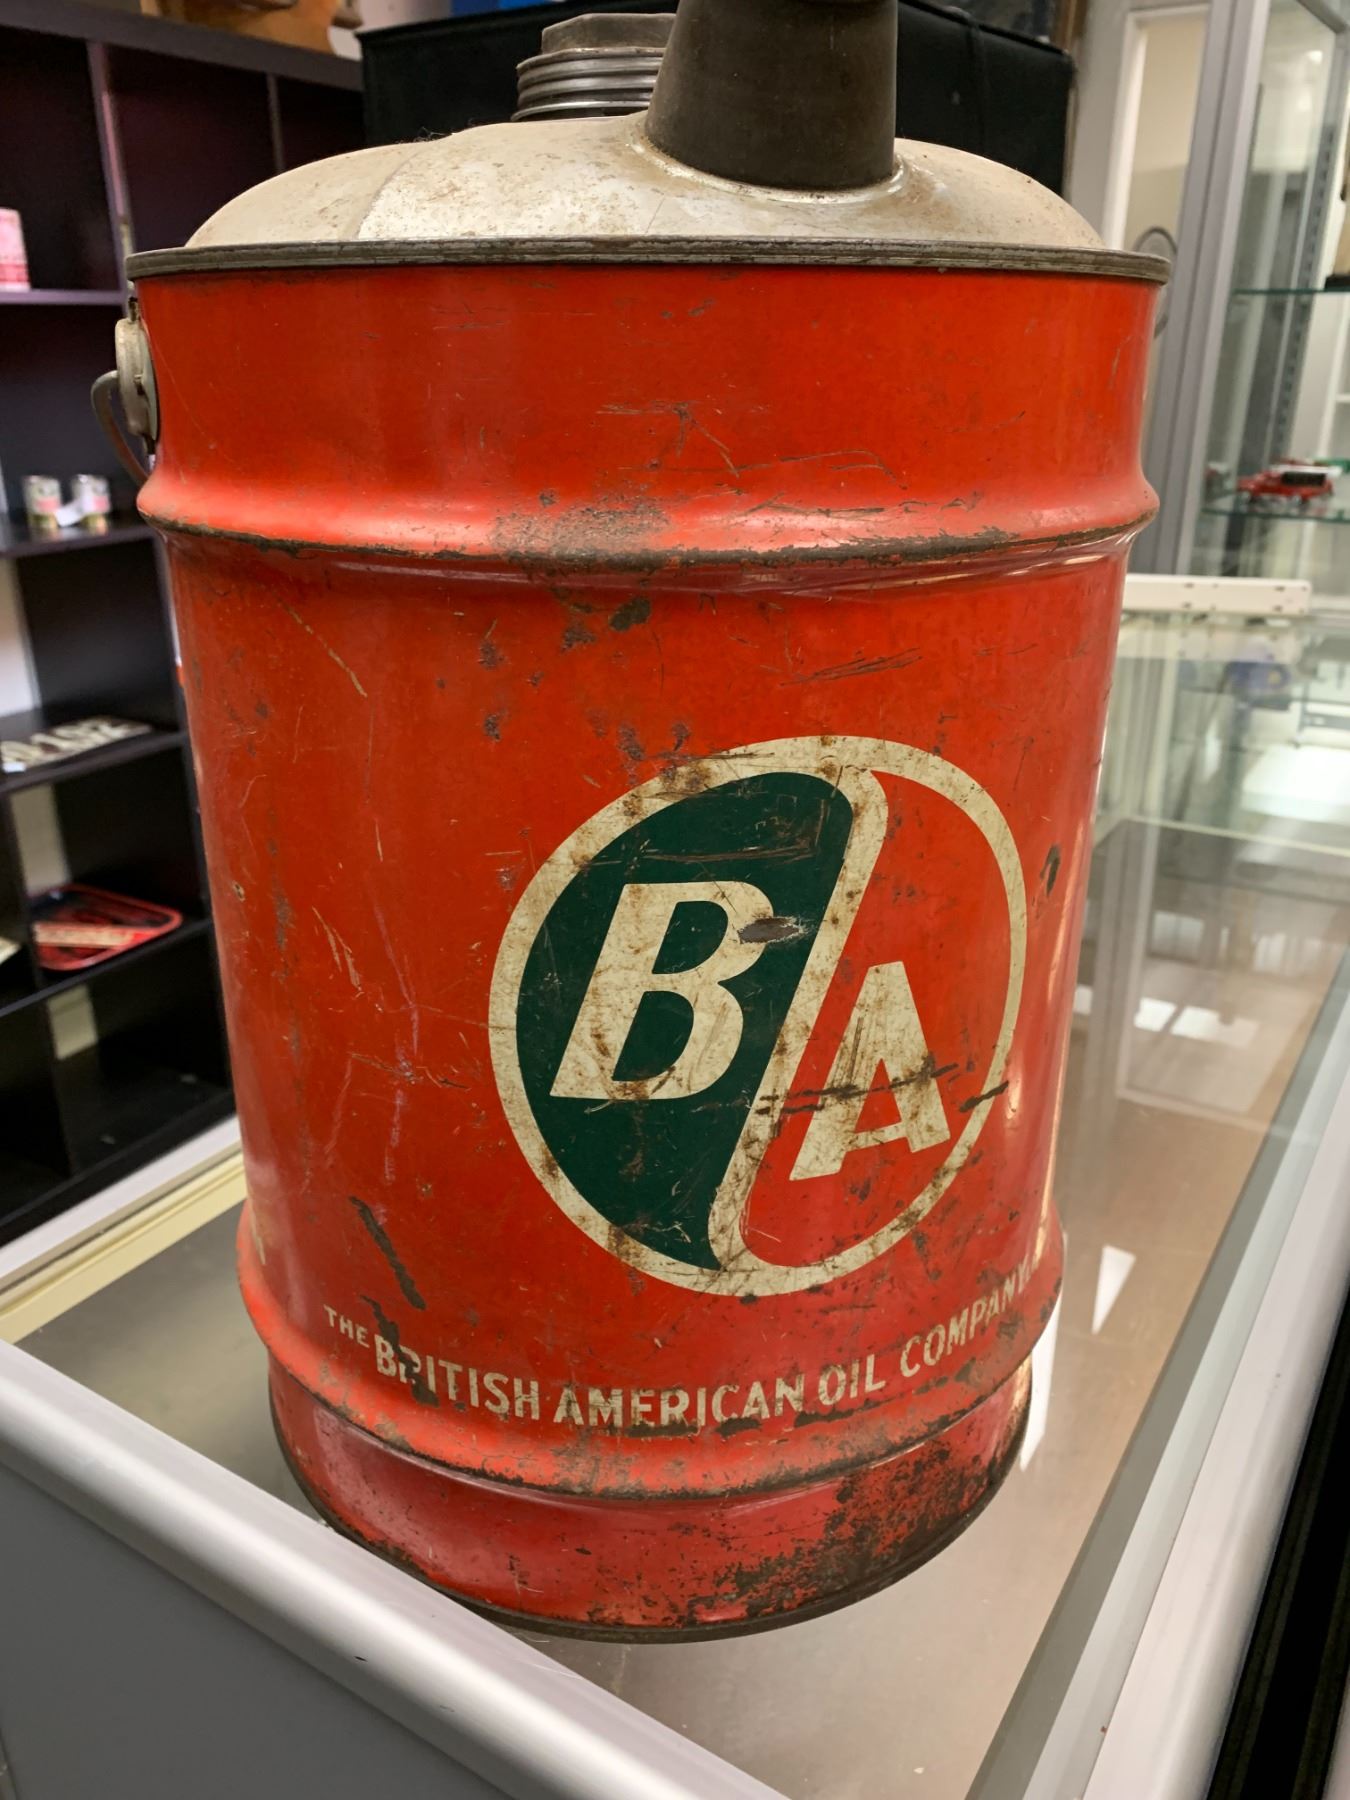 B/A
THE BRITISH AMERICAN OIL COMPANY